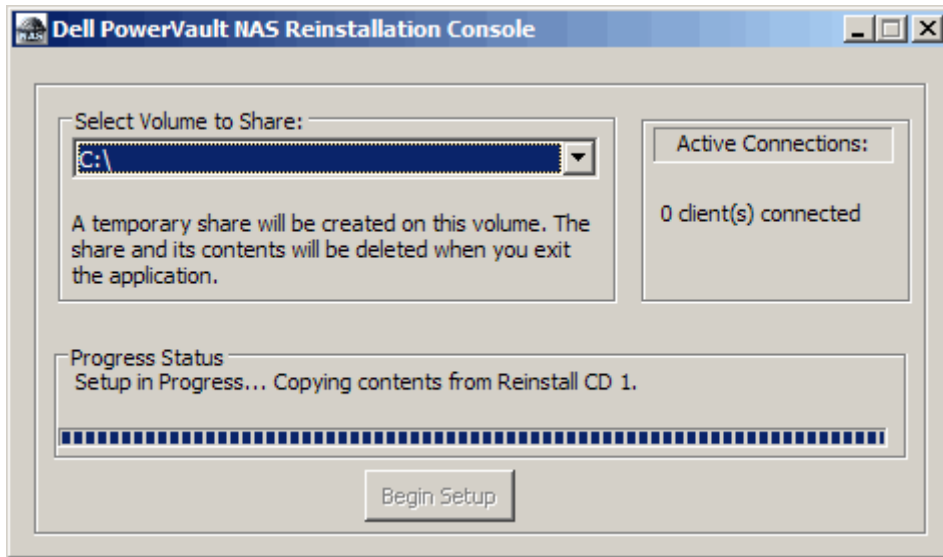 Dell PowerVault NAS Reinstallation Console
Select Volume to Share:
C:\
A temporary share will be created on this volume. The
share and its contents will be deleted when you exit
the application.
Active Connections:
0 client(s) connected
Progress Status
Setup in Progress... Copying contents from Reinstall CD 1.
Begin Setup